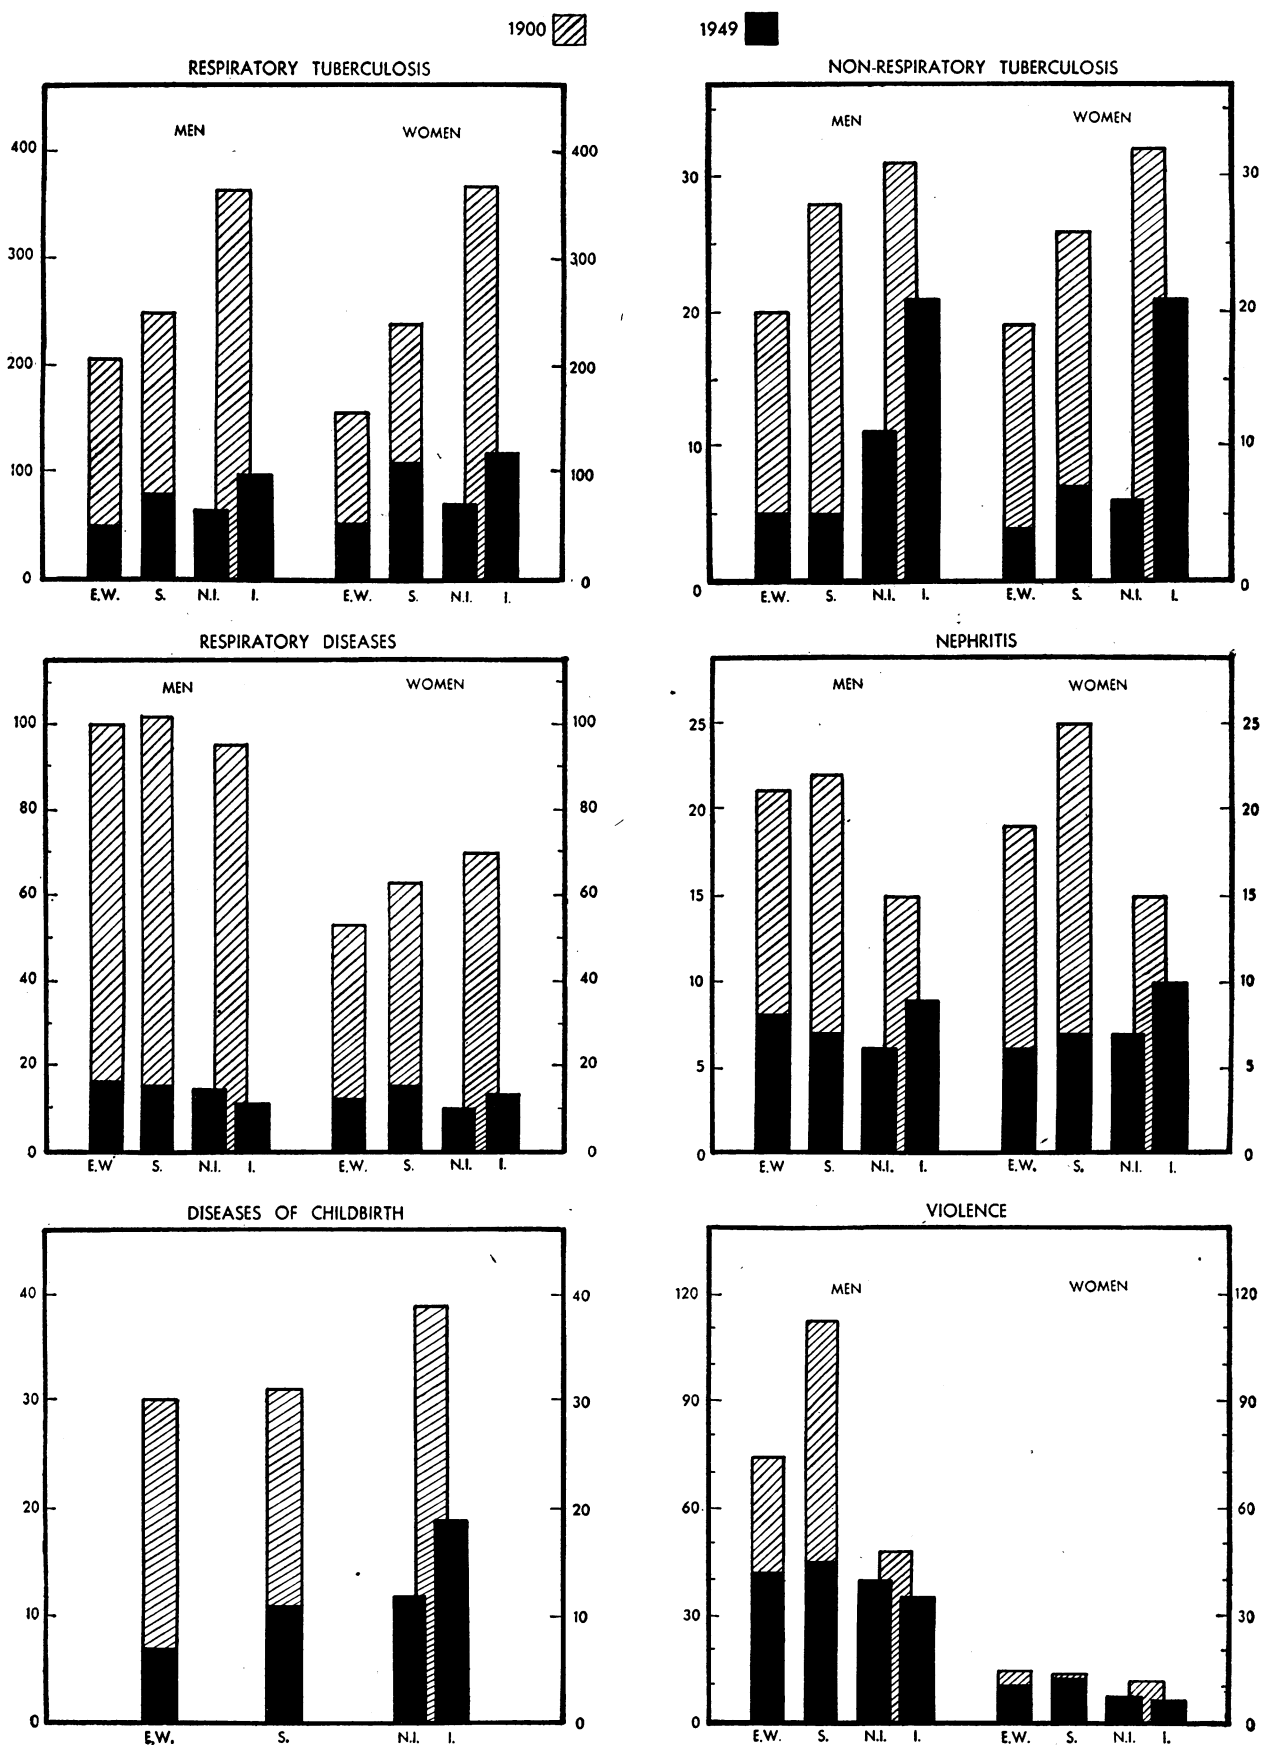 1900 1949
RESPIRATORY TUBERCULOSIS
MEN WOMEN
400 400
300 300
200 200
100 100
0 0
E.W. S. N.I. I. E.W. S. N.I. I.
NON-RESPIRATORY TUBERCULOSIS
MEN WOMEN
30 30
20 20
10 10
0 0
E.W. S. N.I. I. E.W. S. N.I. I.
RESPIRATORY DISEASES
MEN WOMEN
100 100
80 80
60 60
40 40
20 20
0 0
E.W S. N.I. I. E.W. S. N.I. I.
NEPHRITIS
MEN WOMEN
25 25
20 20
15 15
10 10
5 5
0 0
E.W S. N.I. I. E.W. S. N.I. I.
DISEASES OF CHILDBIRTH
40 40
30 30
20 20
10 10
0 0
E.W. S. N.I. I.
VIOLENCE
MEN WOMEN
120 120
90 90
60 60
30 30
0 0
E.W. S. N.I. I. E.W. S. N.I. I.